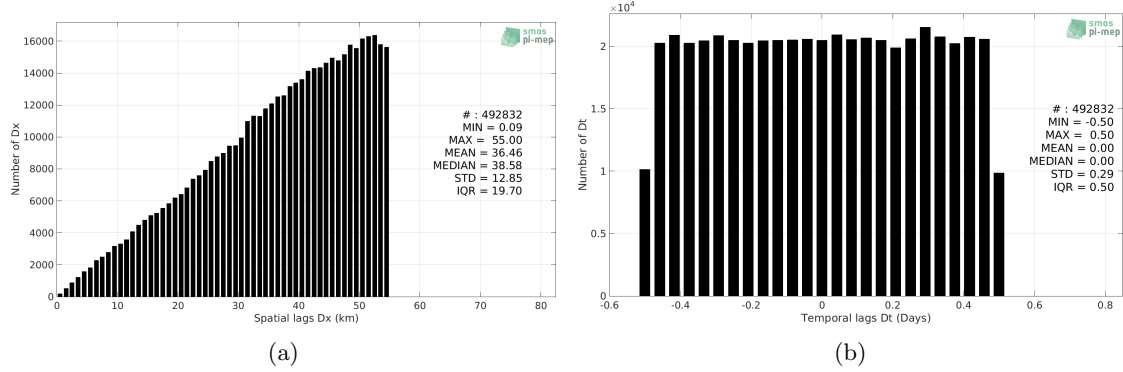 smos
pi-mep
16000
14000
12000
10000
8000
6000
4000
2000
0
Number of Dx
# : 492832
MIN = 0.09
MAX = 55.00
MEAN = 36.46
MEDIAN = 38.58
STD = 12.85
IQR = 19.70
0 10 20 30 40 50 60 70 80
Spatial lags Dx (km)
(a)
×10⁴
smos
pi-mep
2
1.5
1
0.5
0
Number of Dt
# : 492832
MIN = -0.50
MAX = 0.50
MEAN = 0.00
MEDIAN = 0.00
STD = 0.29
IQR = 0.50
-0.6 -0.4 -0.2 0 0.2 0.4 0.6 0.8
Temporal lags Dt (Days)
(b)